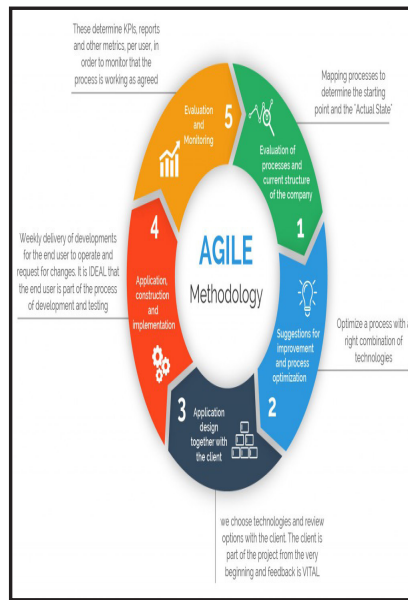 These determine KPIs, reports
and other metrics, per user, in
order to monitor that the
process is working as agreed
Mapping processes to
determine the starting
point and the "Actual State"
Evaluation
and
Monitoring
5
Evaluation of
processes and
current structure
of the company
1
Weekly delivery of developments
for the end user to operate and
request for changes. It is IDEAL that
the end user is part of the process
of development and testing
4
Application,
construction
and
implementation
AGILE
Methodology
Suggestions for
improvement
and process
optimization
2
Optimize a process with a
right combination of
technologies
3
Application
design
together with
the client
we choose technologies and review
options with the client. The client is
part of the project from the very
beginning and feedback is VITAL